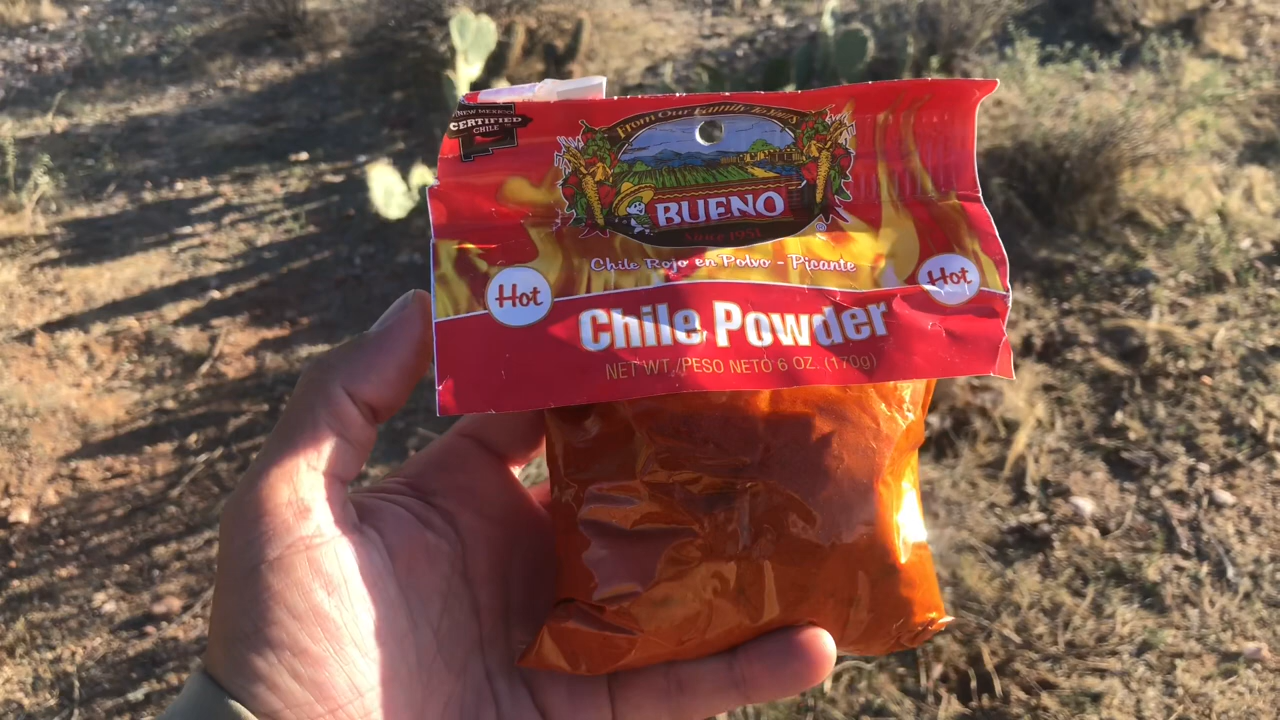 NEW MEXICO
CERTIFIED
CHILE TM
From Our Family To Yours
BUENO
®
Since 1951
Chile Rojo en Polvo - Picante
Hot
Hot
Chile Powder
NET WT./PESO NETO 6 OZ. (170g)